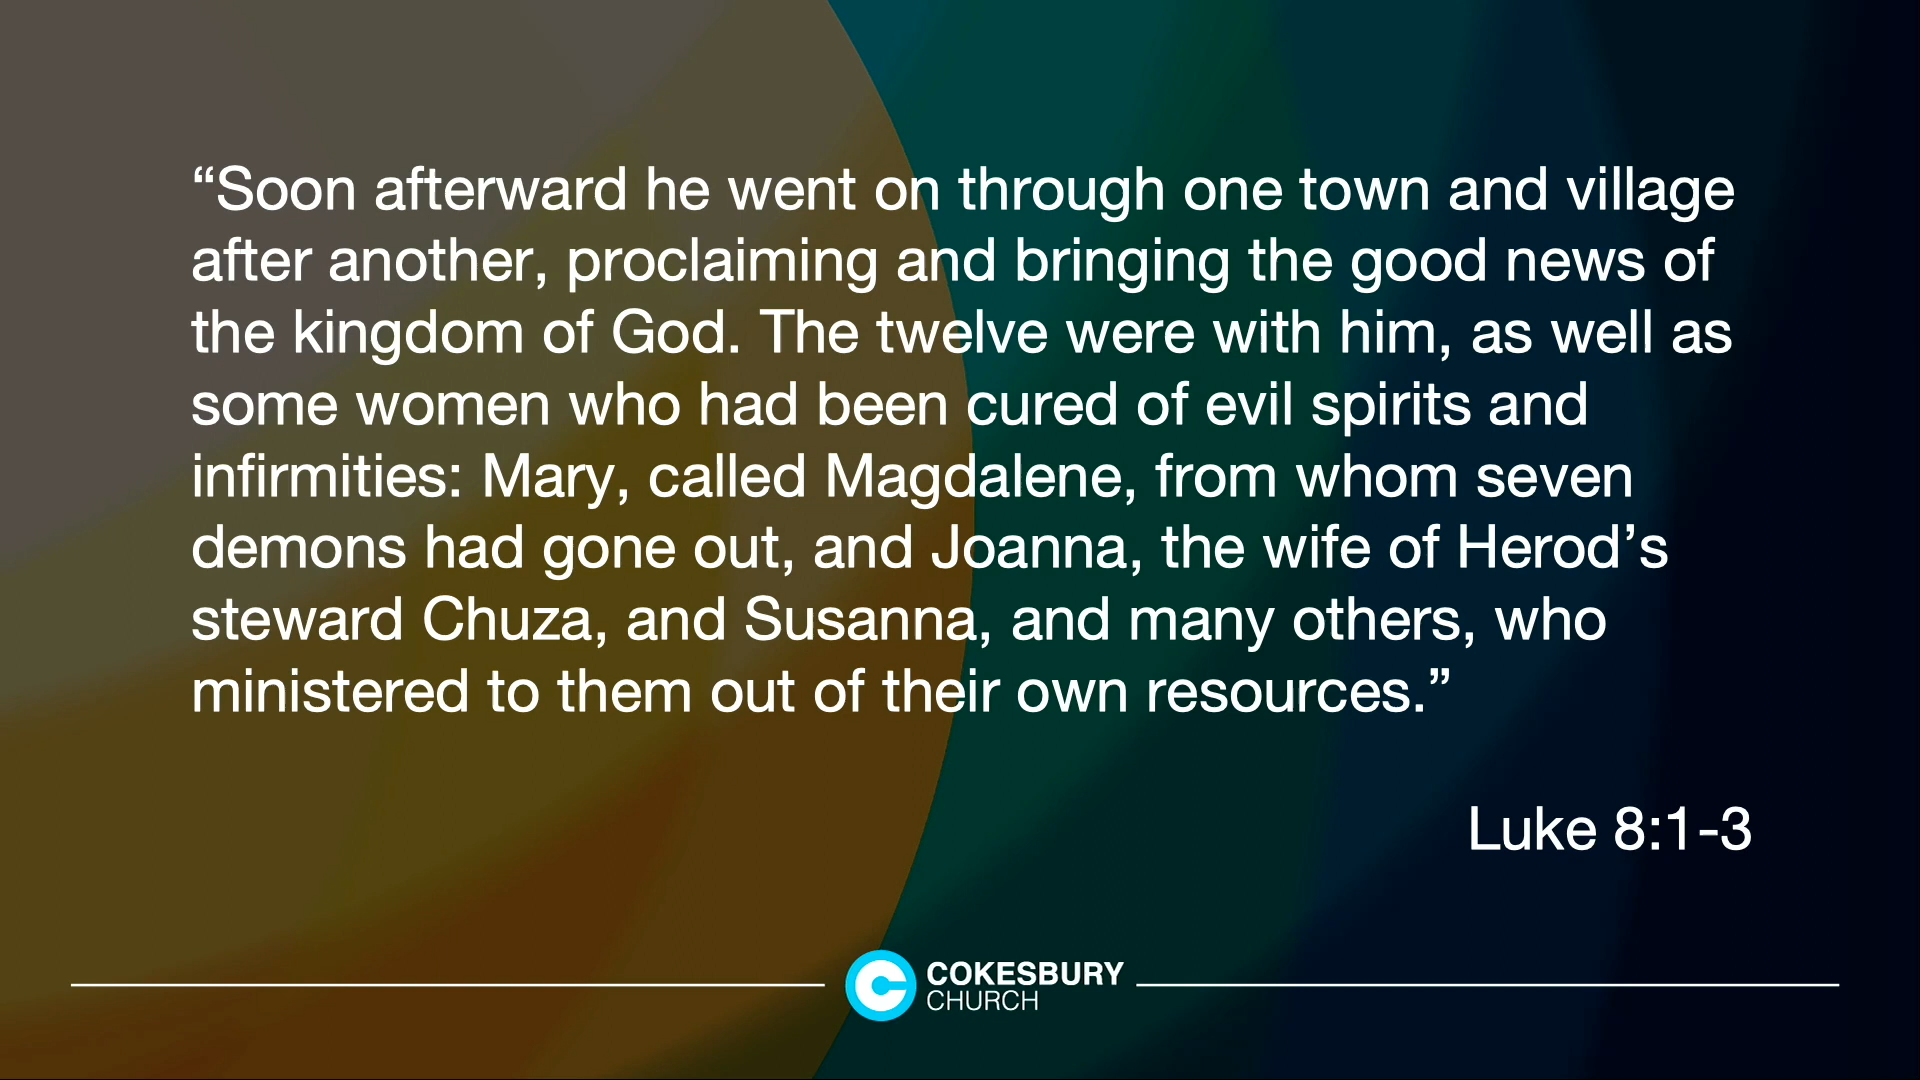 “Soon afterward he went on through one town and village
after another, proclaiming and bringing the good news of
the kingdom of God. The twelve were with him, as well as
some women who had been cured of evil spirits and
infirmities: Mary, called Magdalene, from whom seven
demons had gone out, and Joanna, the wife of Herod’s
steward Chuza, and Susanna, and many others, who
ministered to them out of their own resources.”
Luke 8:1-3
COKESBURY
CHURCH